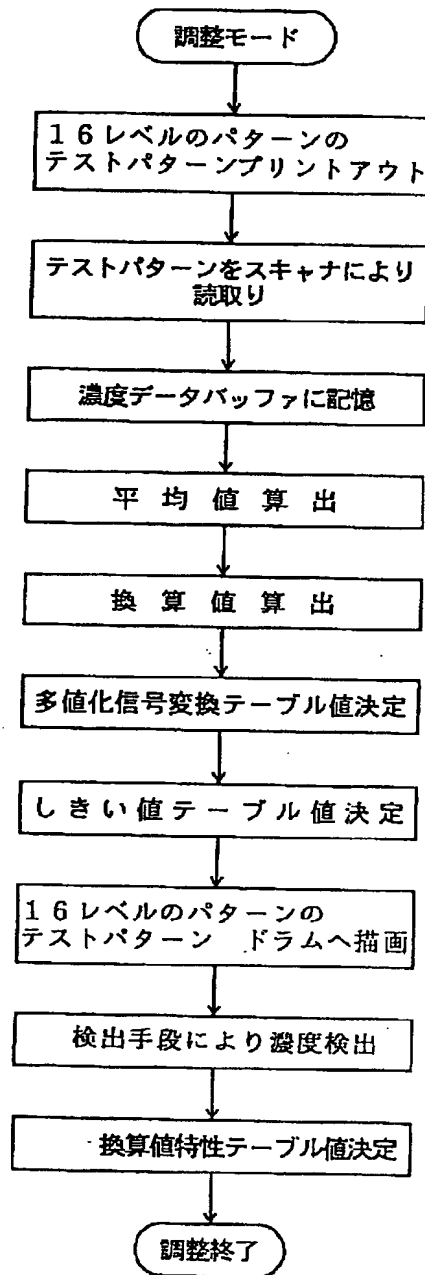 調整モード
１６レベルのパターンの
テストパターンプリントアウト
テストパターンをスキャナにより
読取り
濃度データバッファに記憶
平均値算出
換算値算出
多値化信号変換テーブル値決定
しきい値テーブル値決定
１６レベルのパターンの
テストパターン　ドラムへ描画
検出手段により濃度検出
換算値特性テーブル値決定
調整終了